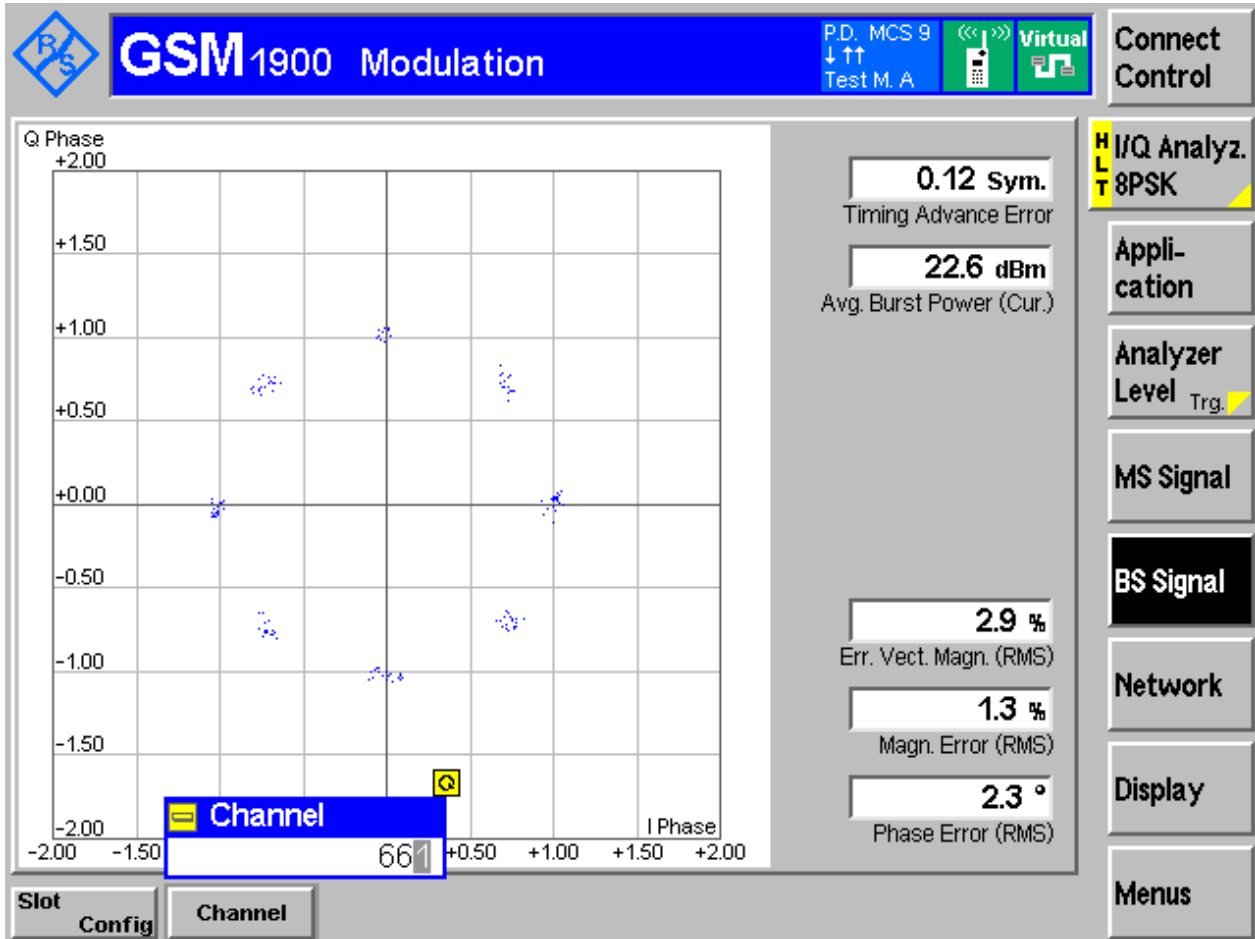 R/S
GSM 1900 Modulation
P.D. MCS 9
↓ ↑↑
Test M. A
Virtual
Connect
Control
Q Phase
+2.00
+1.50
+1.00
+0.50
+0.00
−0.50
−1.00
−1.50
−2.00
−2.00 −1.50 +0.50 +1.00 +1.50 +2.00
I Phase
Q
Channel
661
0.12 Sym.
Timing Advance Error
22.6 dBm
Avg. Burst Power (Cur.)
2.9 %
Err. Vect. Magn. (RMS)
1.3 %
Magn. Error (RMS)
2.3 °
Phase Error (RMS)
HLT
I/Q Analyz.
8PSK
Appli-
cation
Analyzer
Level Trg.
MS Signal
BS Signal
Network
Display
Menus
Slot
Config
Channel